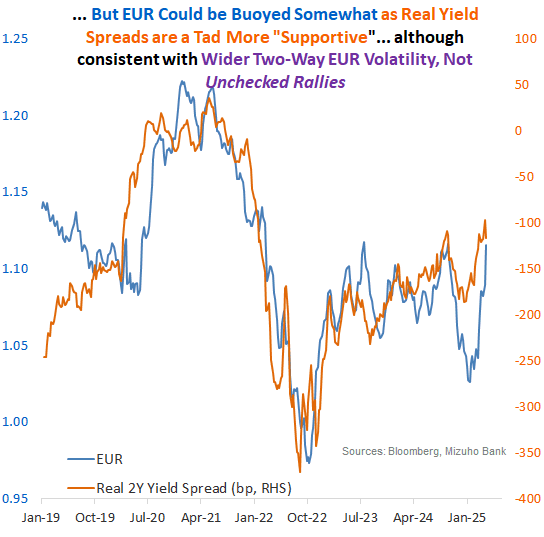 ... But EUR Could be Buoyed Somewhat as Real Yield
Spreads are a Tad More "Supportive"... although
consistent with Wider Two-Way EUR Volatility, Not
Unchecked Rallies
1.25
1.20
1.15
1.10
1.05
1.00
0.95
100
50
0
-50
-100
-150
-200
-250
-300
-350
-400
Sources: Bloomberg, Mizuho Bank
EUR
Real 2Y Yield Spread (bp, RHS)
Jan-19 Oct-19 Jul-20 Apr-21 Jan-22 Oct-22 Jul-23 Apr-24 Jan-25